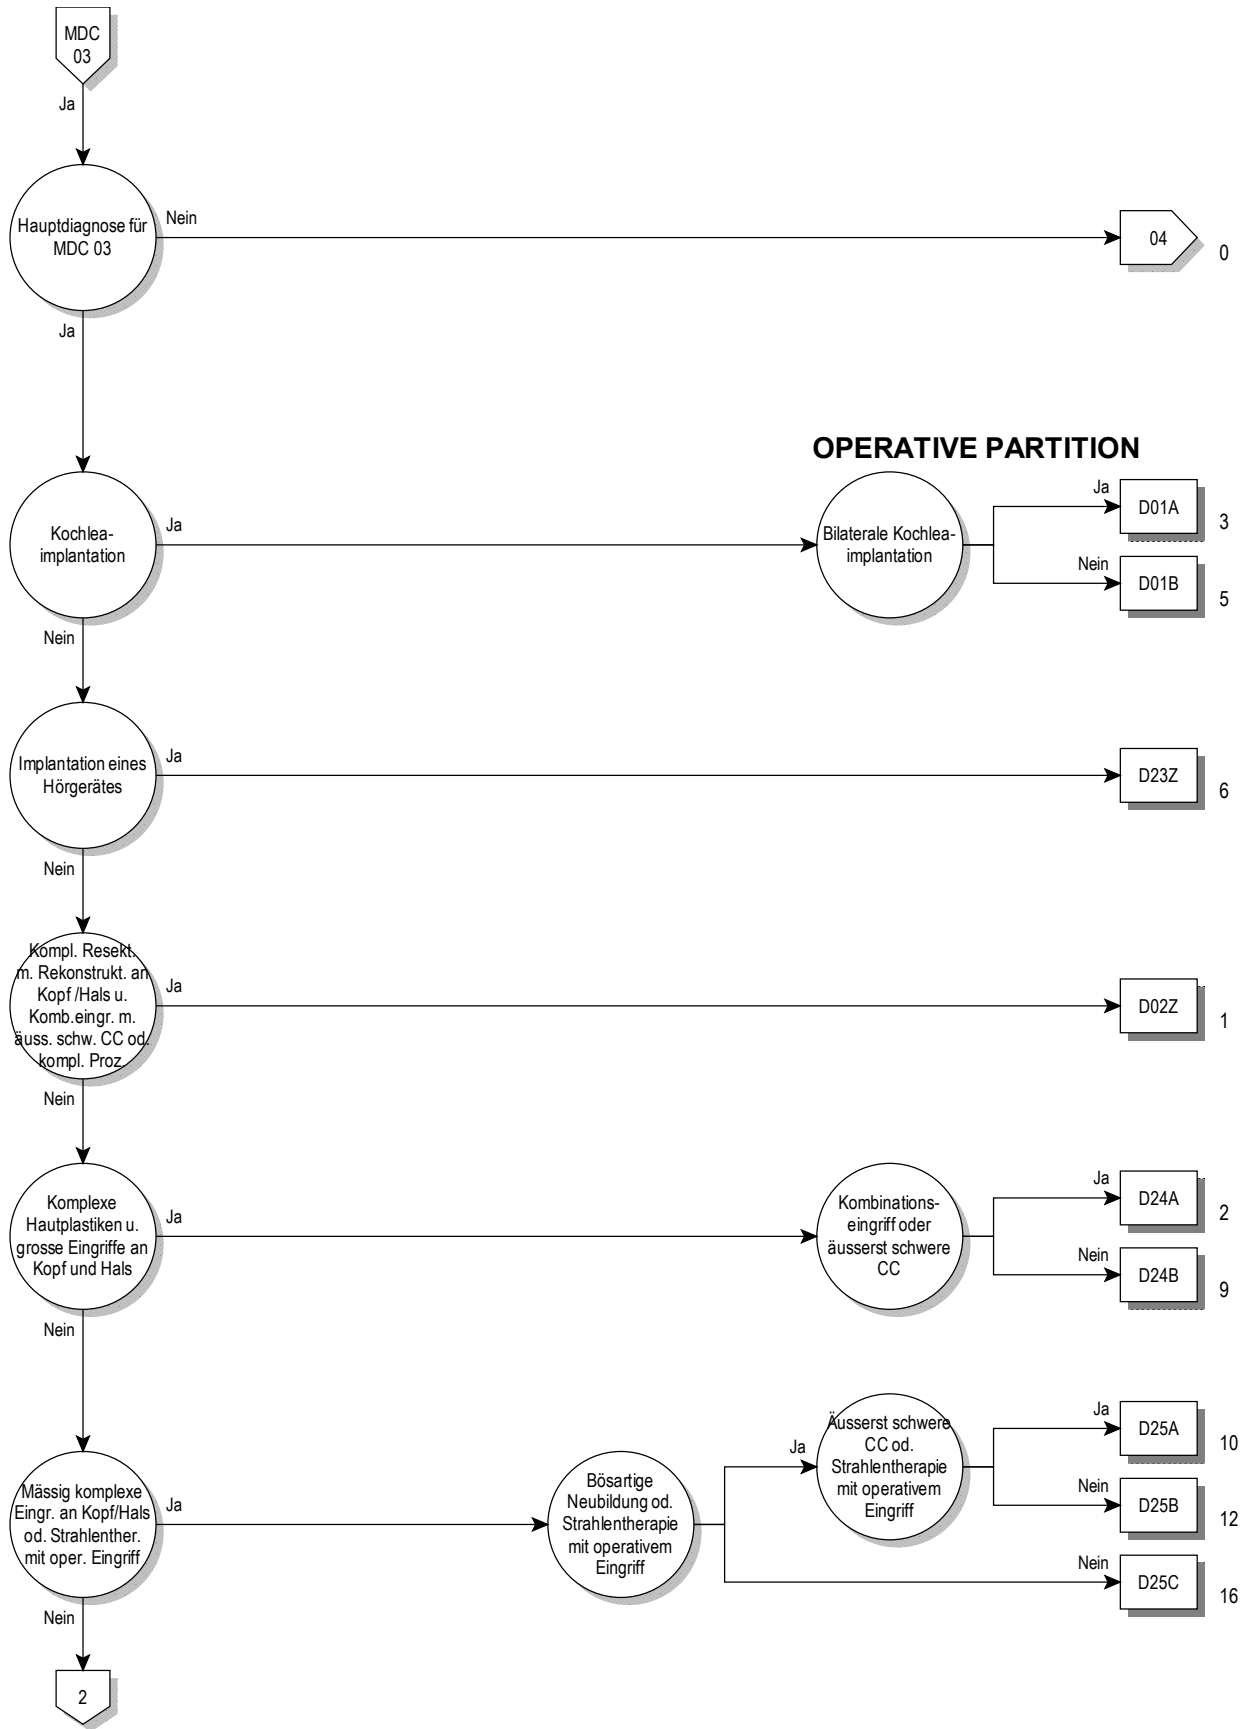 MDC
03
Ja
Hauptdiagnose für
MDC 03
Nein
04
0
Ja
OPERATIVE PARTITION
Kochlea-
implantation
Ja
Bilaterale Kochlea-
implantation
Ja
D01A
3
Nein
D01B
5
Nein
Implantation eines
Hörgerätes
Ja
D23Z
6
Nein
Kompl. Resekt.
m. Rekonstrukt. an
Kopf /Hals u.
Komb.eingr. m.
äuss. schw. CC od.
kompl. Proz.
Ja
D02Z
1
Nein
Komplexe
Hautplastiken u.
grosse Eingriffe an
Kopf und Hals
Ja
Kombinations-
eingriff oder
äusserst schwere
CC
Ja
D24A
2
Nein
D24B
9
Nein
Mässig komplexe
Eingr. an Kopf/Hals
od. Strahlenther.
mit oper. Eingriff
Ja
Bösartige
Neubildung od.
Strahlentherapie
mit operativem
Eingriff
Ja
Äusserst schwere
CC od.
Strahlentherapie
mit operativem
Eingriff
Ja
D25A
10
Nein
D25B
12
Nein
D25C
16
Nein
2